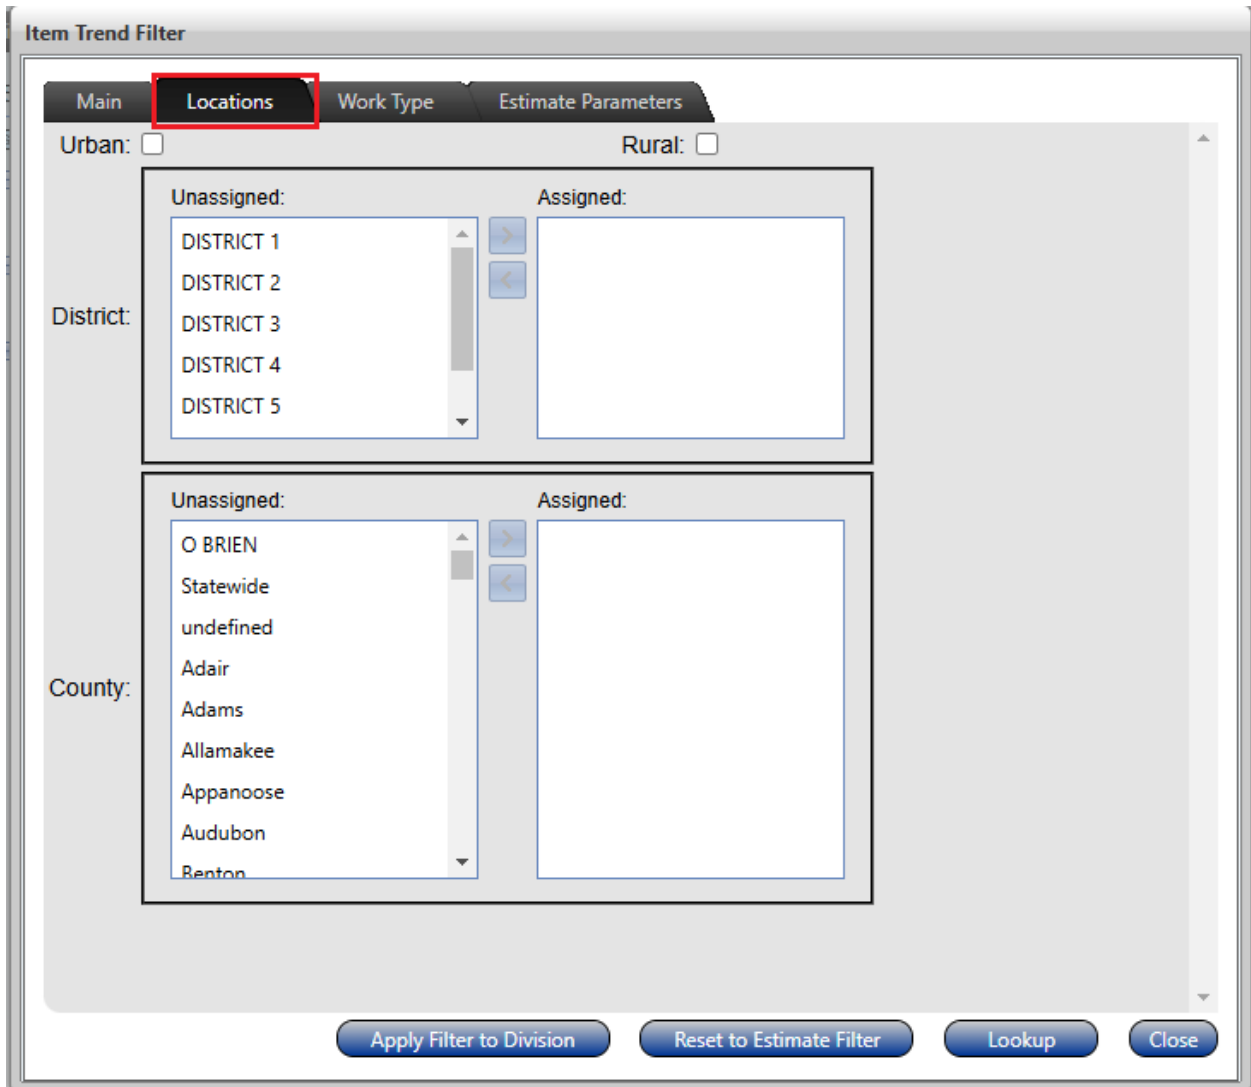 Item Trend Filter
Main Locations Work Type Estimate Parameters
Urban: Rural:
Unassigned: Assigned:
DISTRICT 1
DISTRICT 2
DISTRICT 3
DISTRICT 4
DISTRICT 5
District:
Unassigned: Assigned:
O BRIEN
Statewide
undefined
Adair
Adams
Allamakee
Appanoose
Audubon
Benton
County:
Apply Filter to Division Reset to Estimate Filter Lookup Close